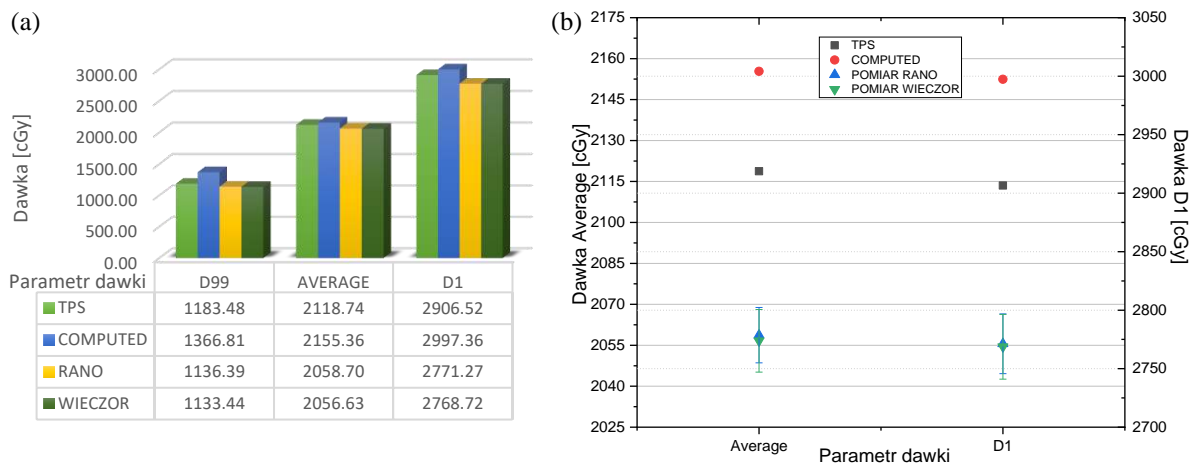 (a)
3000.00
2500.00
2000.00
1500.00
1000.00
500.00
0.00
Dawka [cGy]
Parametr dawki D99 AVERAGE D1
TPS 1183.48 2118.74 2906.52
COMPUTED 1366.81 2155.36 2997.36
RANO 1136.39 2058.70 2771.27
WIECZOR 1133.44 2056.63 2768.72
(b)
2175
2160
2145
2130
2115
2100
2085
2070
2055
2040
2025
Dawka Average [cGy]
TPS
COMPUTED
POMIAR RANO
POMIAR WIECZOR
3050
3000
2950
2900
2850
2800
2750
2700
Dawka D1 [cGy]
Average D1
Parametr dawki